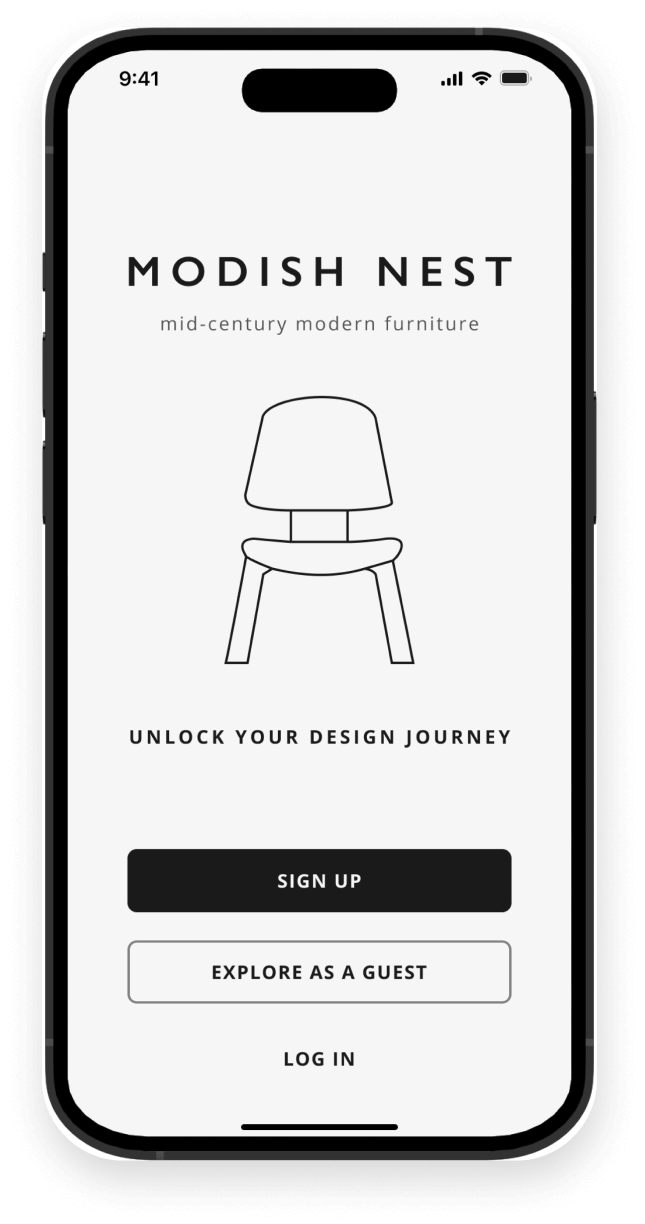 9:41
MODISH NEST
mid-century modern furniture
UNLOCK YOUR DESIGN JOURNEY
SIGN UP
EXPLORE AS A GUEST
LOG IN